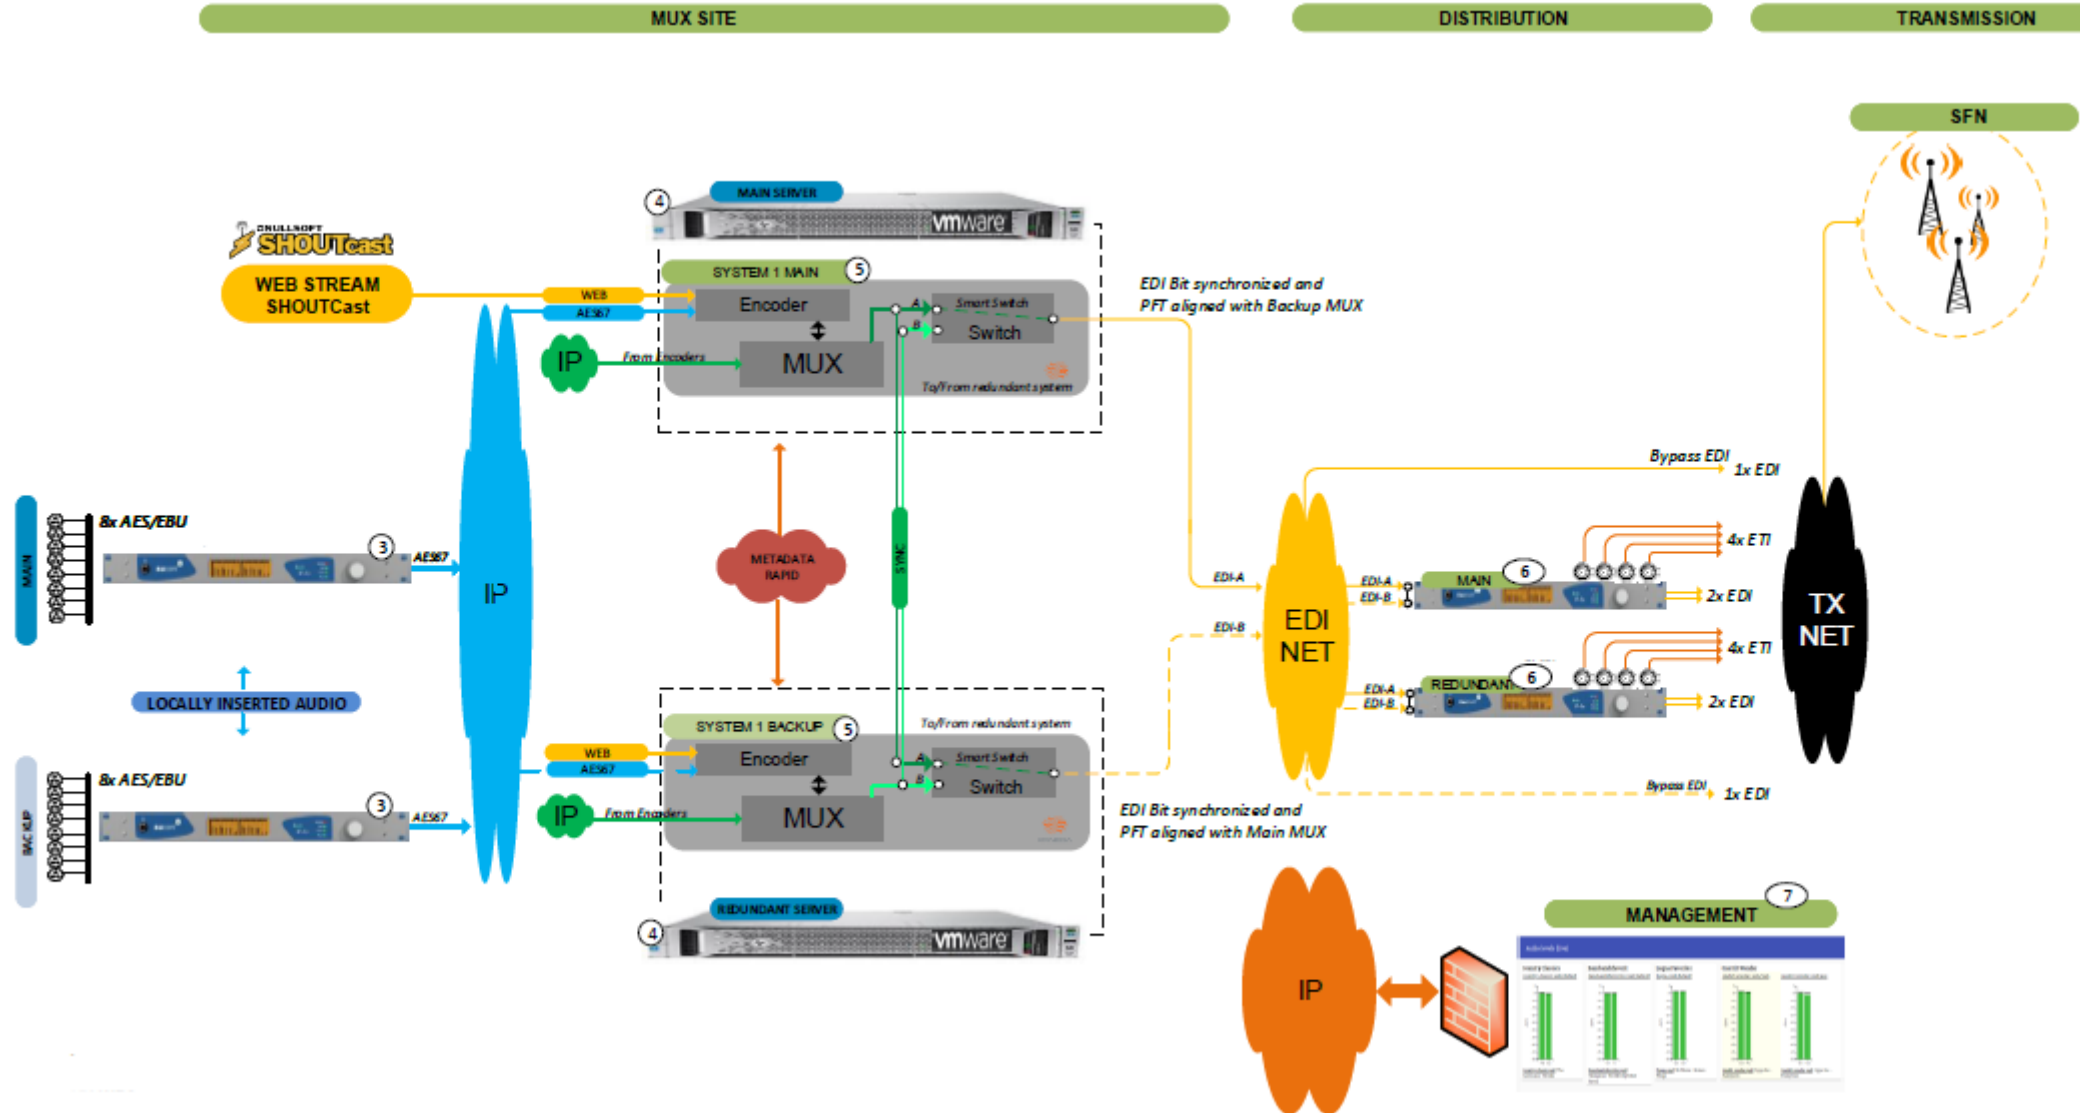 MUX SITE
DISTRIBUTION
TRANSMISSION
SFN
4
MAIN SERVER
vmware
NULLSOFT
SHOUTcast
WEB STREAM
SHOUTCast
SYSTEM 1 MAIN
5
WEB
AES67
Encoder
A
Smart Switch
B
Switch
IP
From Encoders
MUX
To/From redundant system
EDI Bit synchronized and
PFT aligned with Backup MUX
MAIN
8x AES/EBU
3
AES67
IP
METADATA
RAPID
SYNC
EDI-A
EDI-B
EDI
NET
Bypass EDI
1x EDI
EDI-A
EDI-B
MAIN
6
4x ETI
2x EDI
EDI-A
EDI-B
REDUNDANT
6
4x ETI
2x EDI
TX
NET
Bypass EDI
1x EDI
LOCALLY INSERTED AUDIO
BACKUP
8x AES/EBU
3
AES67
SYSTEM 1 BACKUP
5
To/From redundant system
WEB
AES67
Encoder
A
Smart Switch
B
Switch
IP
From Encoders
MUX
EDI Bit synchronized and
PFT aligned with Main MUX
REDUNDANT SERVER
4
vmware
IP
MANAGEMENT
7